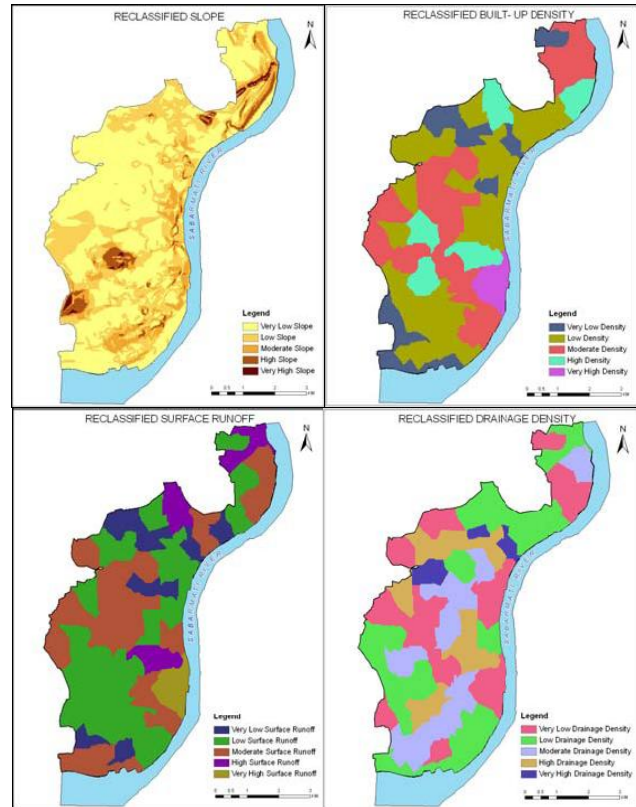 RECLASSIFIED SLOPE
N
SABARMATI RIVER
Legend
Very Low Slope
Low Slope
Moderate Slope
High Slope
Very High Slope
RECLASSIFIED BUILT- UP DENSITY
N
SABARMATI RIVER
Legend
Very Low Density
Low Density
Moderate Density
High Density
Very High Density
RECLASSIFIED SURFACE RUNOFF
N
SABARMATI RIVER
Legend
Very Low Surface Runoff
Low Surface Runoff
Moderate Surface Runoff
High Surface Runoff
Very High Surface Runoff
RECLASSIFIED DRAINAGE DENSITY
N
SABARMATI RIVER
Legend
Very Low Drainage Density
Low Drainage Density
Moderate Drainage Density
High Drainage Density
Very High Drainage Density